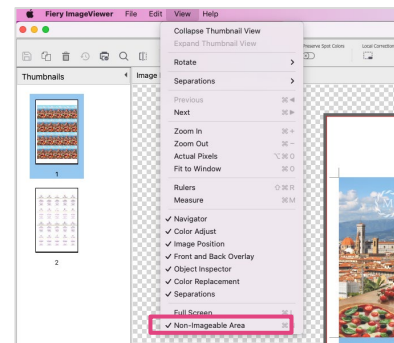 Fiery ImageViewer File Edit View Help
Preserve Spot Colors Local Correction
Thumbnails
Image
1
2
Collapse Thumbnail View
Expand Thumbnail View
Rotate >
Separations >
Previous ⌘◀
Next ⌘▶
Zoom In ⌘+
Zoom Out ⌘−
Actual Pixels ⌥⌘0
Fit to Window ⌘0
Rulers ⇧⌘R
Measure ⌘M
✓ Navigator
✓ Color Adjust
✓ Image Position
✓ Front and Back Overlay
✓ Object Inspector
✓ Color Replacement
✓ Separations
Full Screen
✓ Non-Imageable Area